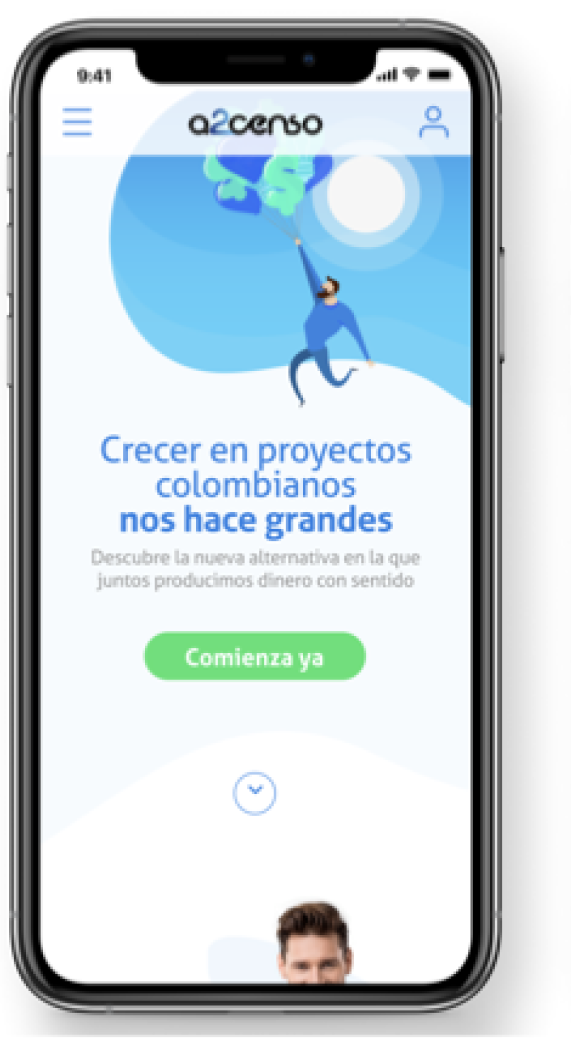 9:41
a2censo
Crecer en proyectos
colombianos
nos hace grandes
Descubre la nueva alternativa en la que
juntos producimos dinero con sentido
Comienza ya